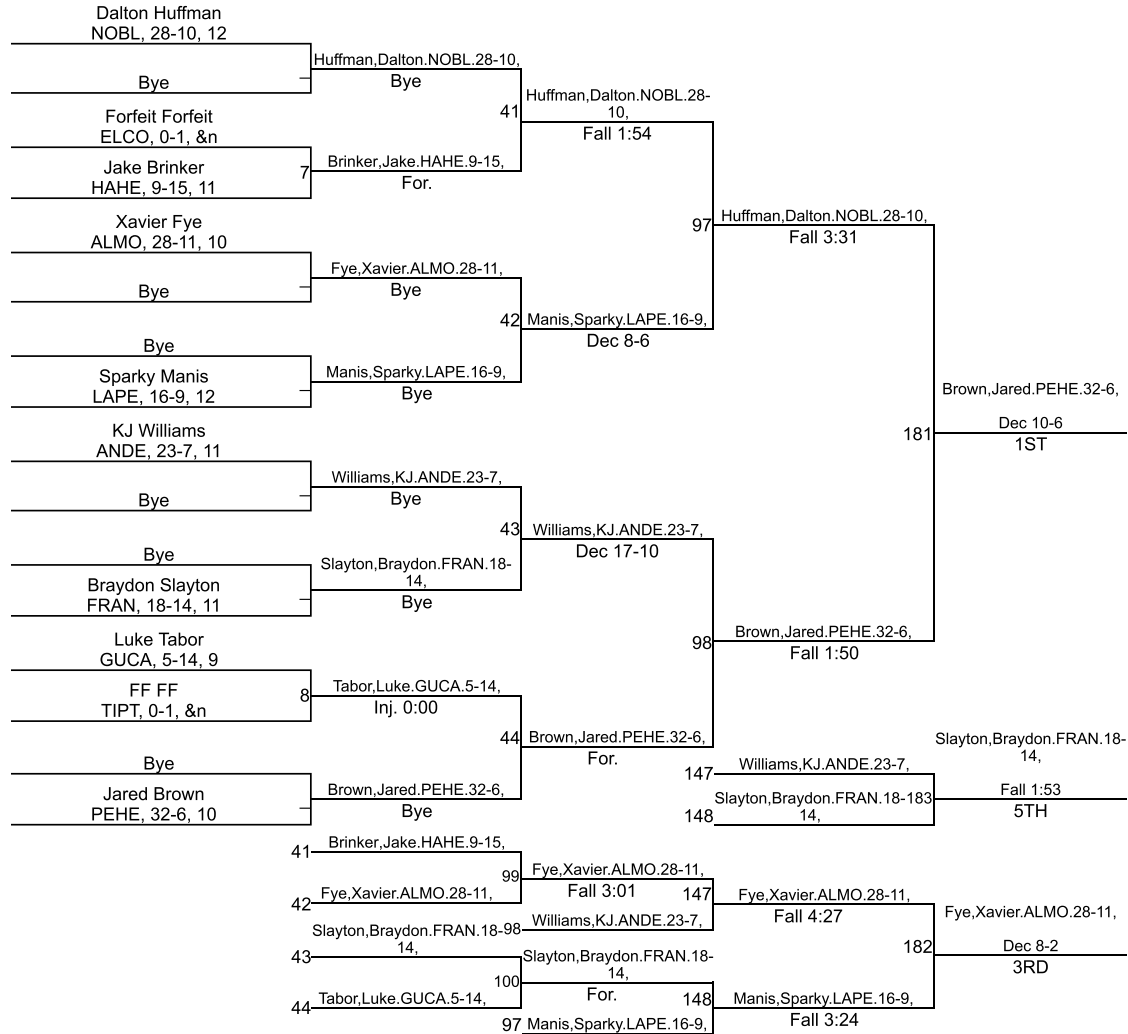 Dalton Huffman
NOBL, 28-10, 12
Bye
Huffman,Dalton.NOBL.28-10,
Bye
Forfeit Forfeit
ELCO, 0-1, &n
7
Jake Brinker
HAHE, 9-15, 11
Brinker,Jake.HAHE.9-15,
For.
41
Huffman,Dalton.NOBL.28-
10,
Fall 1:54
Xavier Fye
ALMO, 28-11, 10
Bye
Fye,Xavier.ALMO.28-11,
Bye
Bye
Sparky Manis
LAPE, 16-9, 12
Manis,Sparky.LAPE.16-9,
Bye
42
Manis,Sparky.LAPE.16-9,
Dec 8-6
97
Huffman,Dalton.NOBL.28-10,
Fall 3:31
KJ Williams
ANDE, 23-7, 11
Bye
Williams,KJ.ANDE.23-7,
Bye
Bye
Braydon Slayton
FRAN, 18-14, 11
Slayton,Braydon.FRAN.18-
14,
Bye
43
Williams,KJ.ANDE.23-7,
Dec 17-10
Luke Tabor
GUCA, 5-14, 9
8
FF FF
TIPT, 0-1, &n
Tabor,Luke.GUCA.5-14,
Inj. 0:00
Bye
Jared Brown
PEHE, 32-6, 10
Brown,Jared.PEHE.32-6,
Bye
44
Brown,Jared.PEHE.32-6,
For.
98
Brown,Jared.PEHE.32-6,
Fall 1:50
181
Brown,Jared.PEHE.32-6,
Dec 10-6
1ST
147
Williams,KJ.ANDE.23-7,
148
Slayton,Braydon.FRAN.18-
14,
183
Slayton,Braydon.FRAN.18-
14,
Fall 1:53
5TH
41
Brinker,Jake.HAHE.9-15,
42
Fye,Xavier.ALMO.28-11,
99
Fye,Xavier.ALMO.28-11,
Fall 3:01
98
Williams,KJ.ANDE.23-7,
147
Fye,Xavier.ALMO.28-11,
Fall 4:27
43
Slayton,Braydon.FRAN.18-
14,
44
Tabor,Luke.GUCA.5-14,
100
Slayton,Braydon.FRAN.18-
14,
For.
97
Manis,Sparky.LAPE.16-9,
148
Manis,Sparky.LAPE.16-9,
Fall 3:24
182
Fye,Xavier.ALMO.28-11,
Dec 8-2
3RD